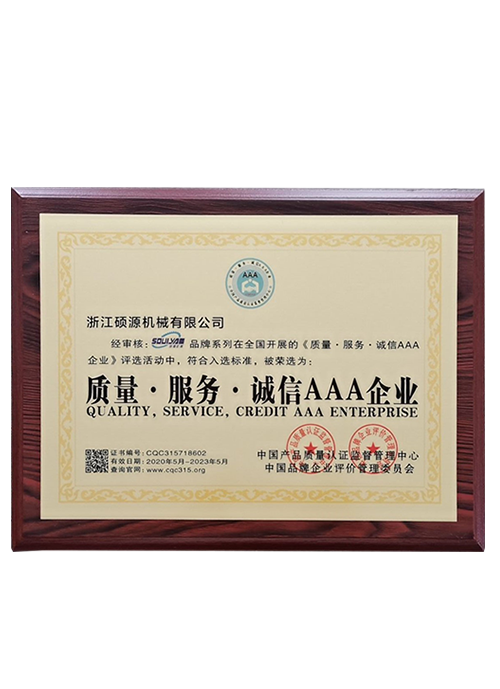 AAA
浙江硕源机械有限公司
经审核: SOULYAM 品牌系列在全国开展的《质量·服务·诚信AAA
企业》评选活动中，符合入选标准，被荣选为:
质量·服务·诚信AAA企业
QUALITY, SERVICE, CREDIT AAA ENTERPRISE
证书编号: CQC315718602
有效日期: 2020年5月-2023年5月
查询官网: www.cqc315.org
中国产品质量认证监督管理中心
中国品牌企业评价管理委员会